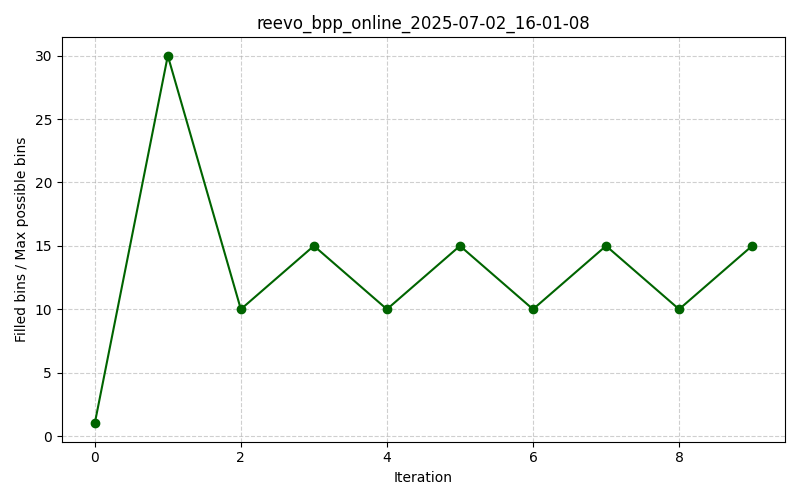 reevo_bpp_online_2025-07-02_16-01-08
Filled bins / Max possible bins
30
25
20
15
10
5
0
0 2 4 6 8
Iteration